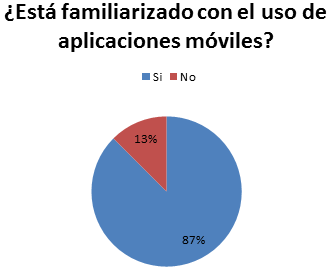 ¿Está familiarizado con el uso de
aplicaciones móviles?
Si No
13%
87%